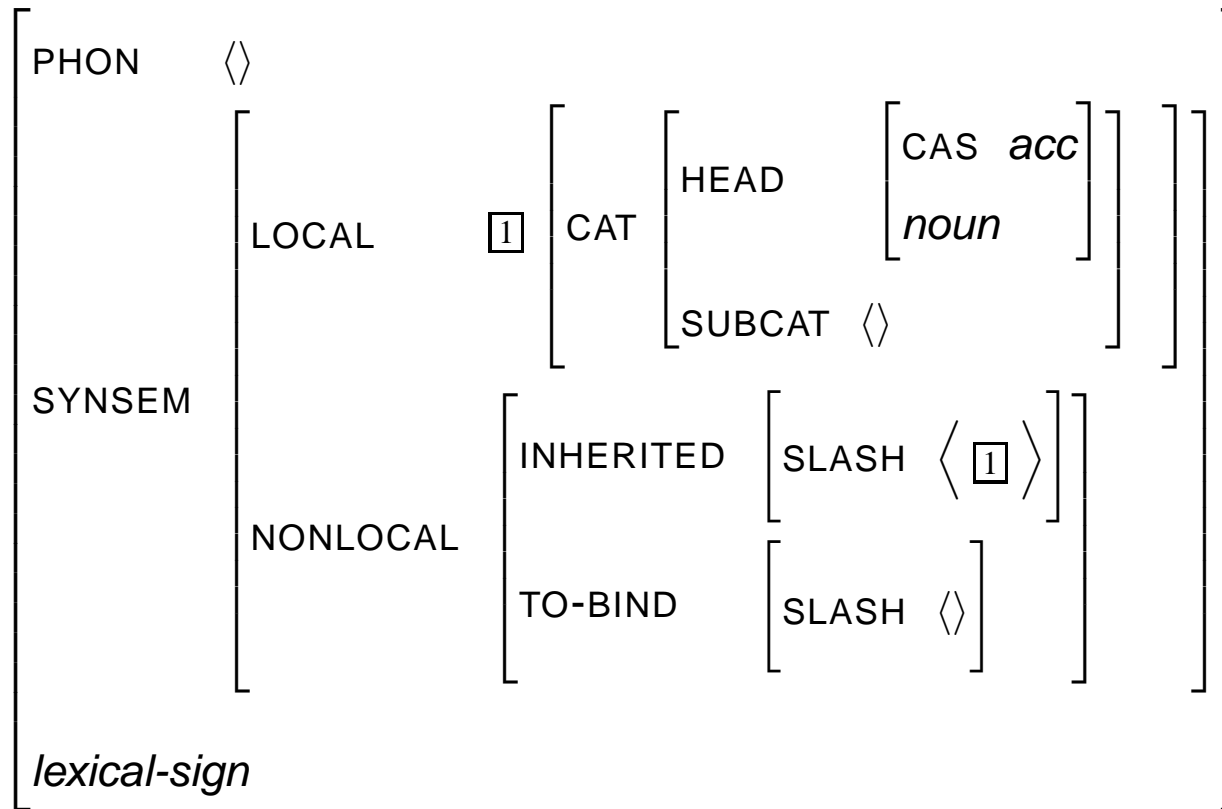 PHON ⟨⟩
CAS acc
HEAD
LOCAL 1 CAT noun
SUBCAT ⟨⟩
SYNSEM
INHERITED SLASH ⟨ 1 ⟩
NONLOCAL
TO-BIND SLASH ⟨⟩
lexical-sign